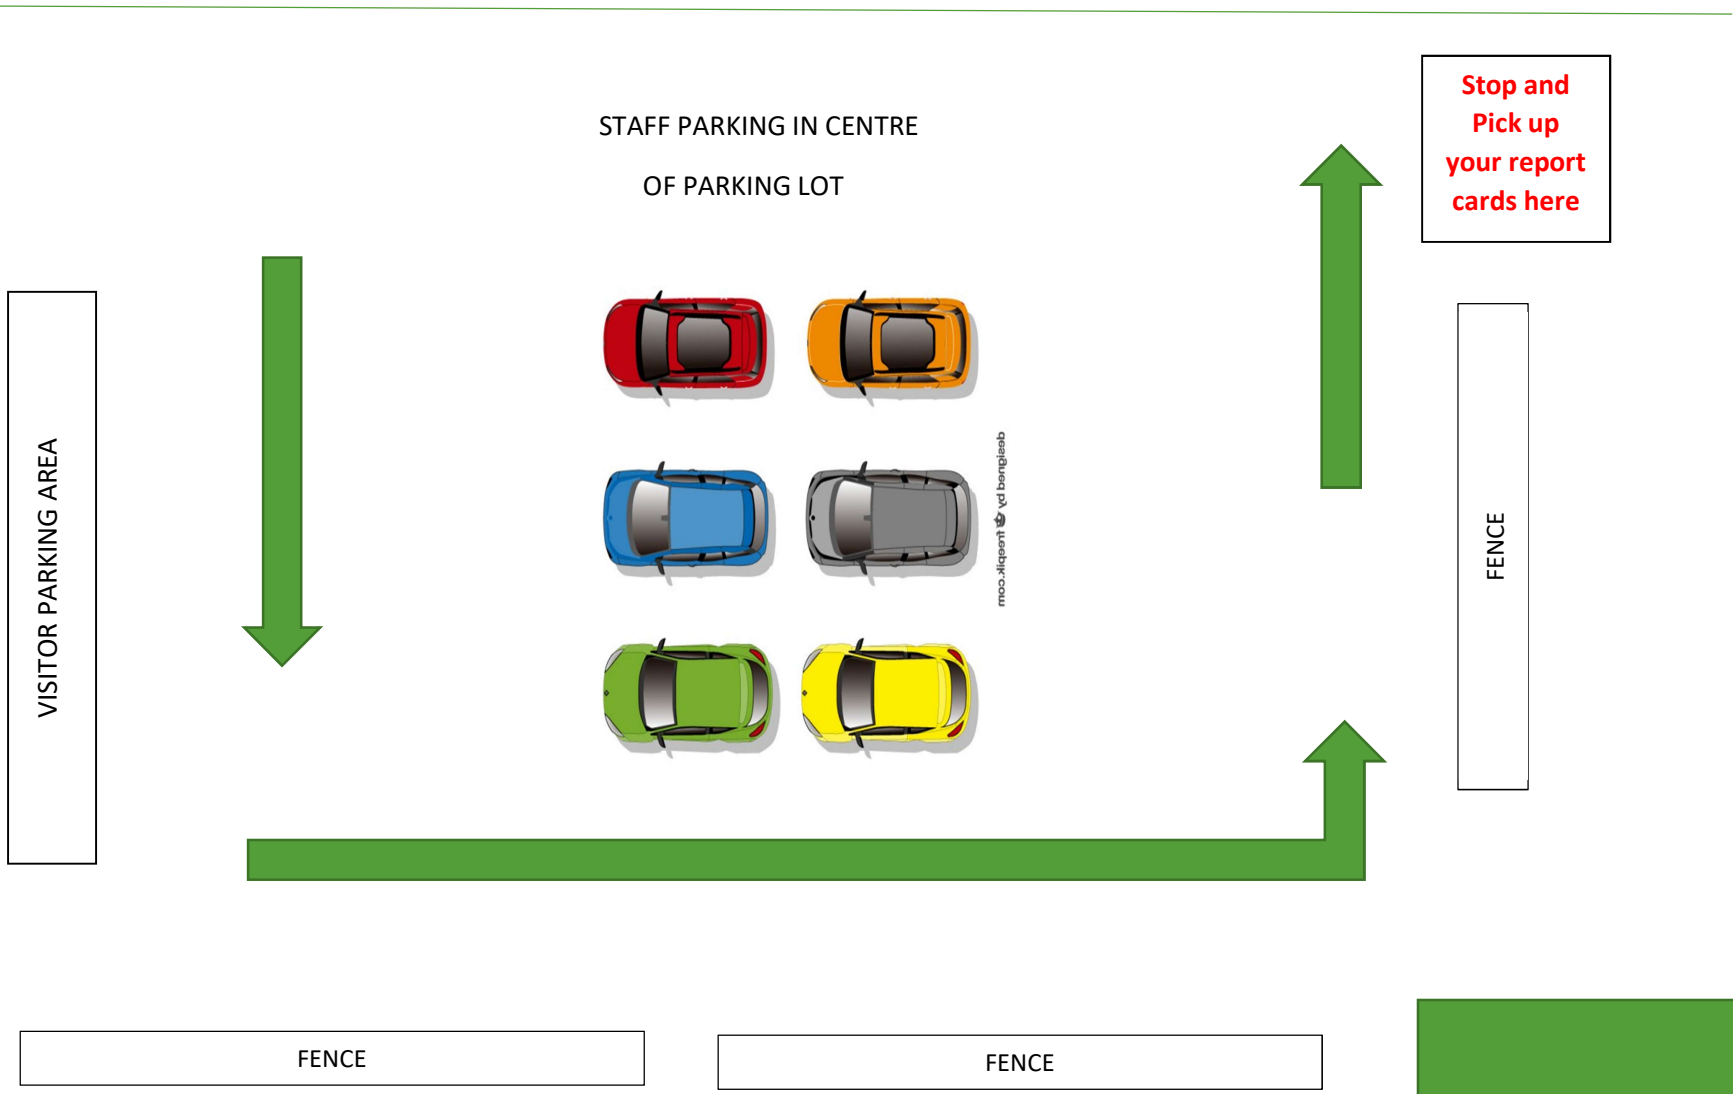 STAFF PARKING IN CENTRE
OF PARKING LOT
Stop and
Pick up
your report
cards here
VISITOR PARKING AREA
designed by freepik.com
FENCE
FENCE
FENCE